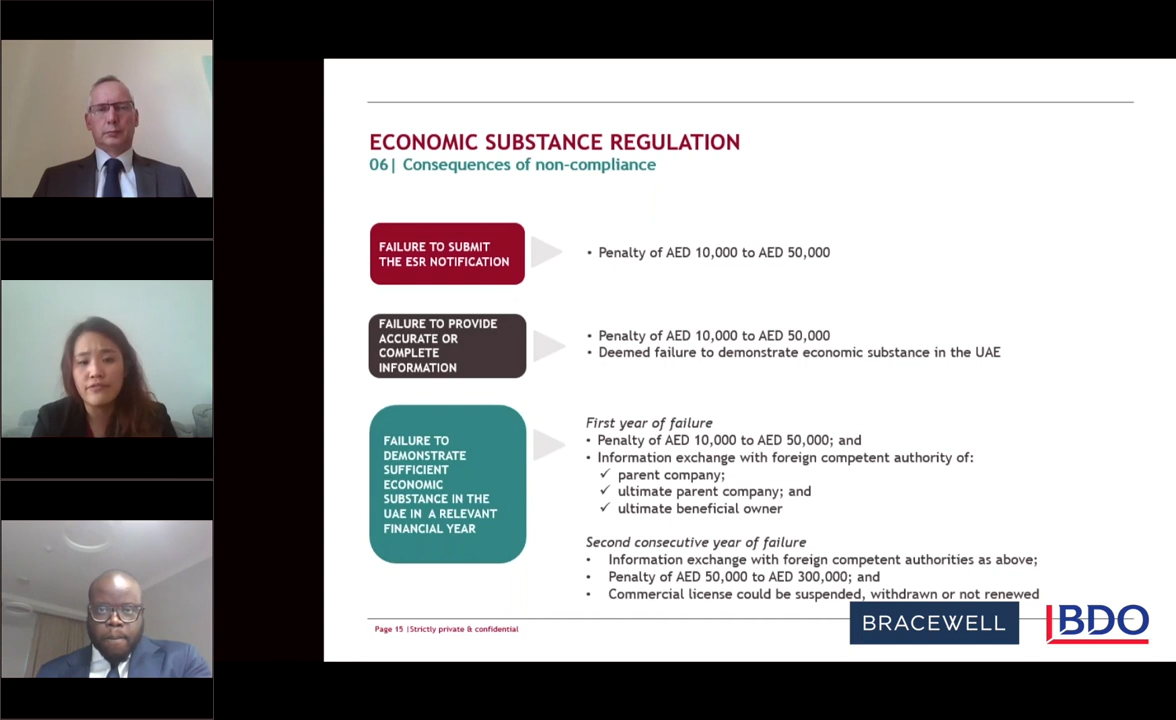 ECONOMIC SUBSTANCE REGULATION
06| Consequences of non-compliance
FAILURE TO SUBMIT
THE ESR NOTIFICATION
• Penalty of AED 10,000 to AED 50,000
FAILURE TO PROVIDE
ACCURATE OR
COMPLETE
INFORMATION
• Penalty of AED 10,000 to AED 50,000
• Deemed failure to demonstrate economic substance in the UAE
FAILURE TO
DEMONSTRATE
SUFFICIENT
ECONOMIC
SUBSTANCE IN THE
UAE IN A RELEVANT
FINANCIAL YEAR
First year of failure
• Penalty of AED 10,000 to AED 50,000; and
• Information exchange with foreign competent authority of:
✓ parent company;
✓ ultimate parent company; and
✓ ultimate beneficial owner
Second consecutive year of failure
• Information exchange with foreign competent authorities as above;
• Penalty of AED 50,000 to AED 300,000; and
• Commercial license could be suspended, withdrawn or not renewed
Page 15 |Strictly private & confidential
BRACEWELL
BDO